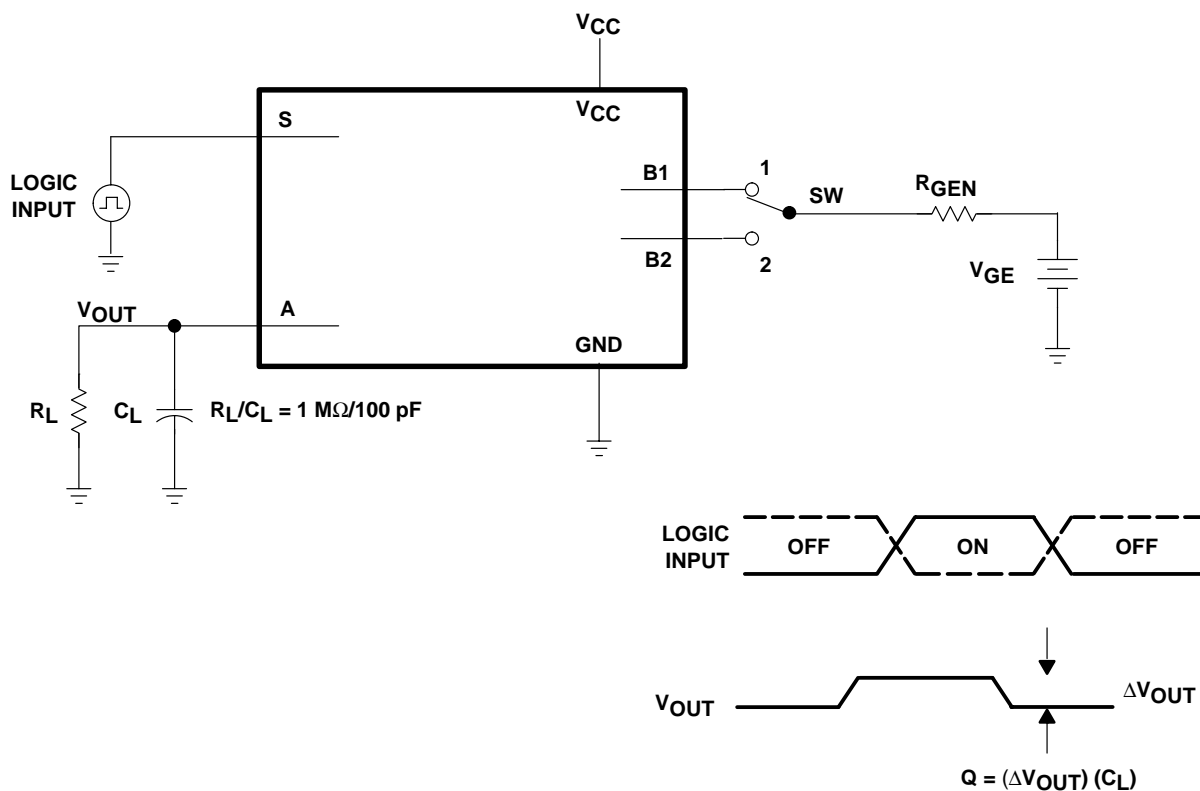 VCC
VCC
S
LOGIC
INPUT
B1
1
SW
RGEN
B2
2
VGE
VOUT
A
GND
RL
CL
RL/CL = 1 MΩ/100 pF
LOGIC
INPUT
OFF
ON
OFF
VOUT
ΔVOUT
Q = (ΔVOUT) (CL)